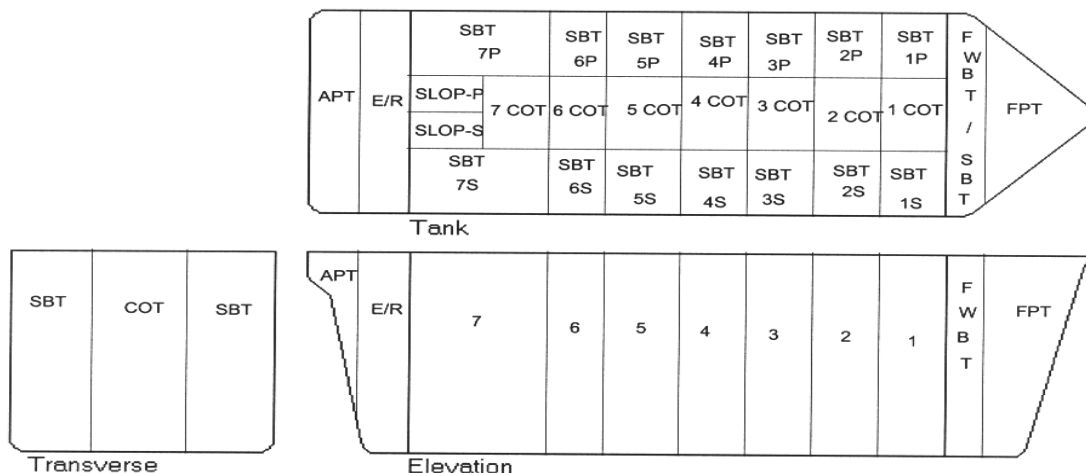 SBT 7P
SBT 6P
SBT 5P
SBT 4P
SBT 3P
SBT 2P
SBT 1P
FWBT / SBT
APT
E/R
SLOP-P
SLOP-S
7 COT
6 COT
5 COT
4 COT
3 COT
2 COT
1 COT
FPT
SBT 7S
SBT 6S
SBT 5S
SBT 4S
SBT 3S
SBT 2S
SBT 1S
Tank
SBT
COT
SBT
Transverse
APT
E/R
7
6
5
4
3
2
1
FWBT
FPT
Elevation